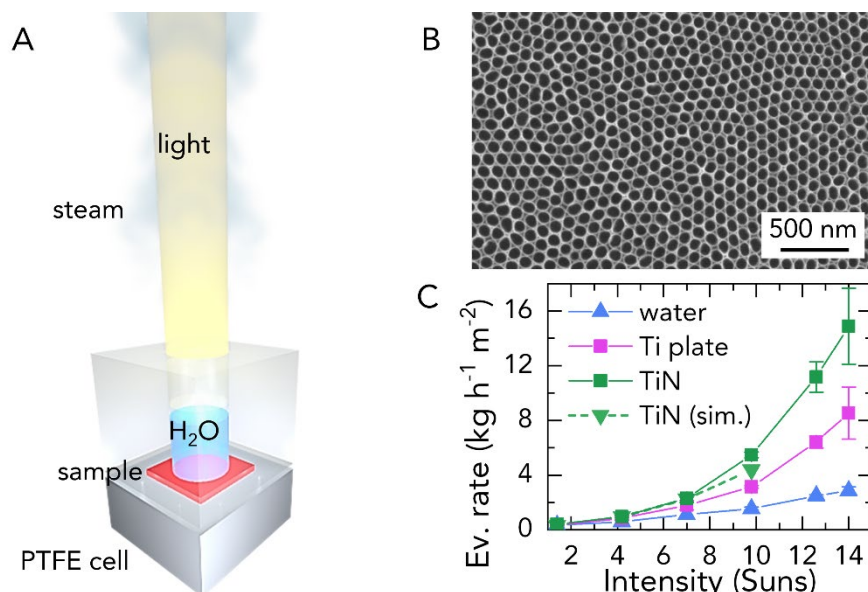 A
light
steam
H₂O
sample
PTFE cell
B
500 nm
C
16
12
8
4
0
Ev. rate (kg h⁻¹ m⁻²)
water
Ti plate
TiN
TiN (sim.)
2 4 6 8 10 12 14
Intensity (Suns)